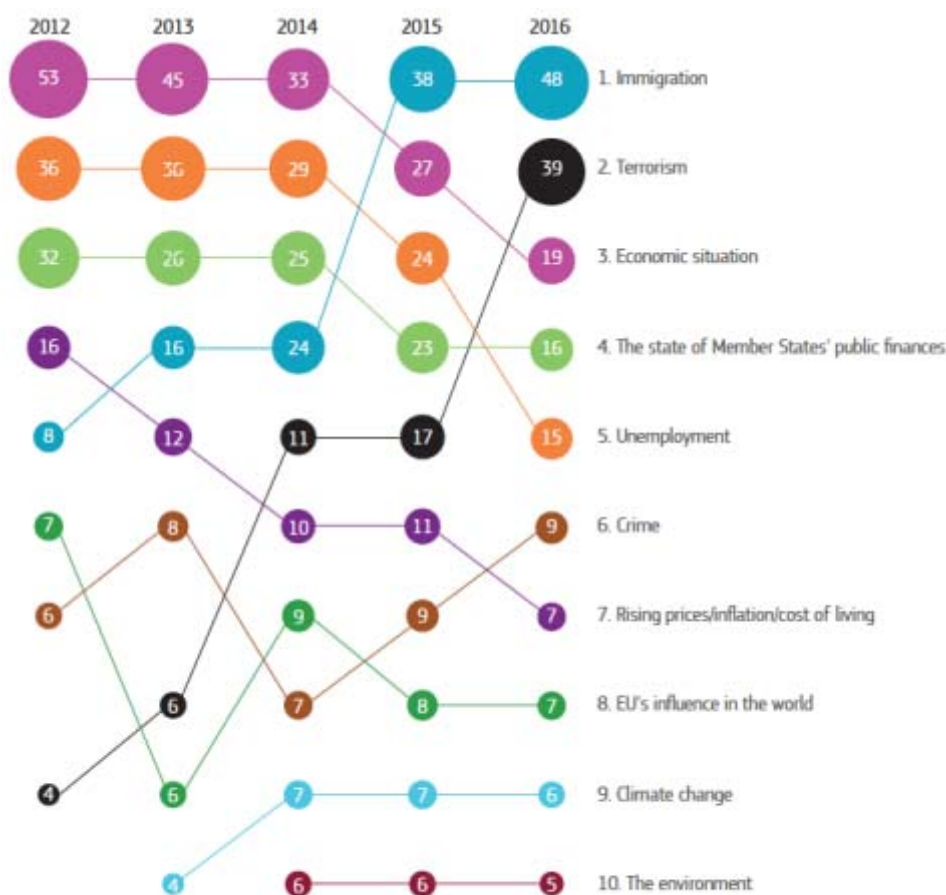 2012 2013 2014 2015 2016
53 45 33 38 48 1. Immigration
36 36 29 27 39 2. Terrorism
32 26 25 24 19 3. Economic situation
16 16 24 23 16 4. The state of Member States' public finances
8 12 11 17 15 5. Unemployment
7 8 10 11 9 6. Crime
6 9 9 7 7. Rising prices/inflation/cost of living
6 7 8 7 8. EU's influence in the world
4 6 7 7 6 9. Climate change
4 6 6 5 10. The environment